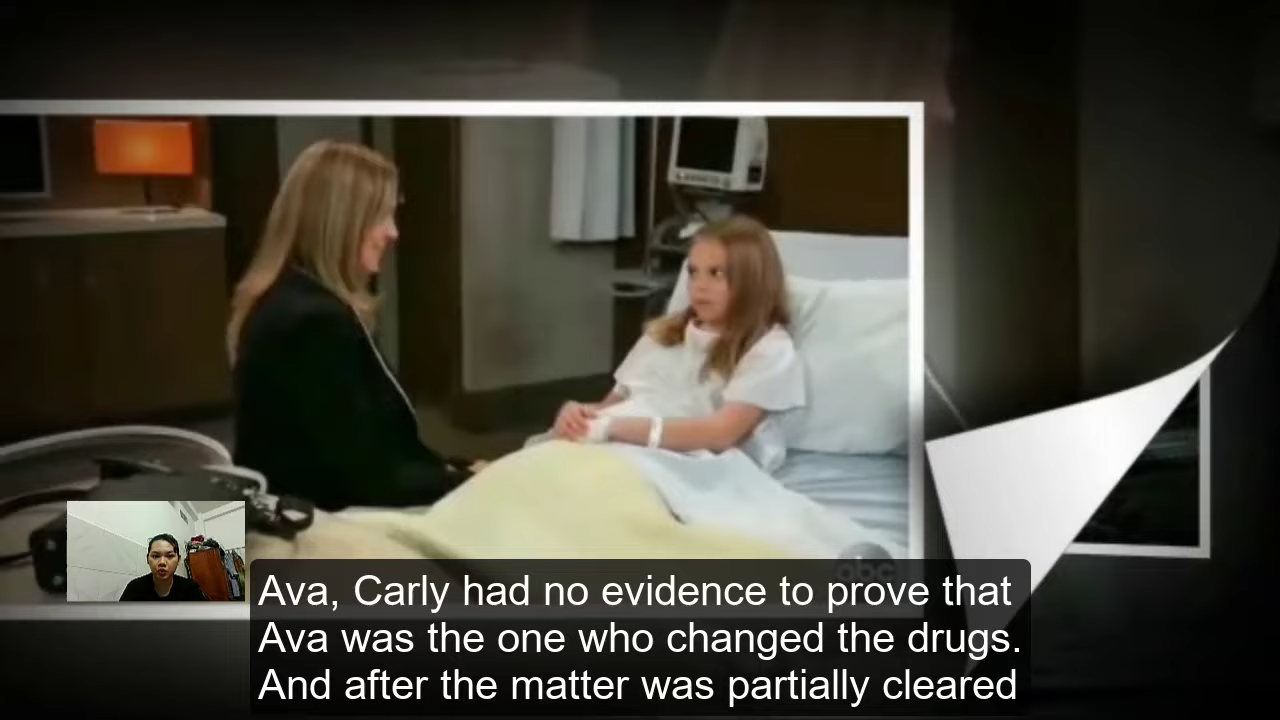 abc
Ava, Carly had no evidence to prove that
Ava was the one who changed the drugs.
And after the matter was partially cleared